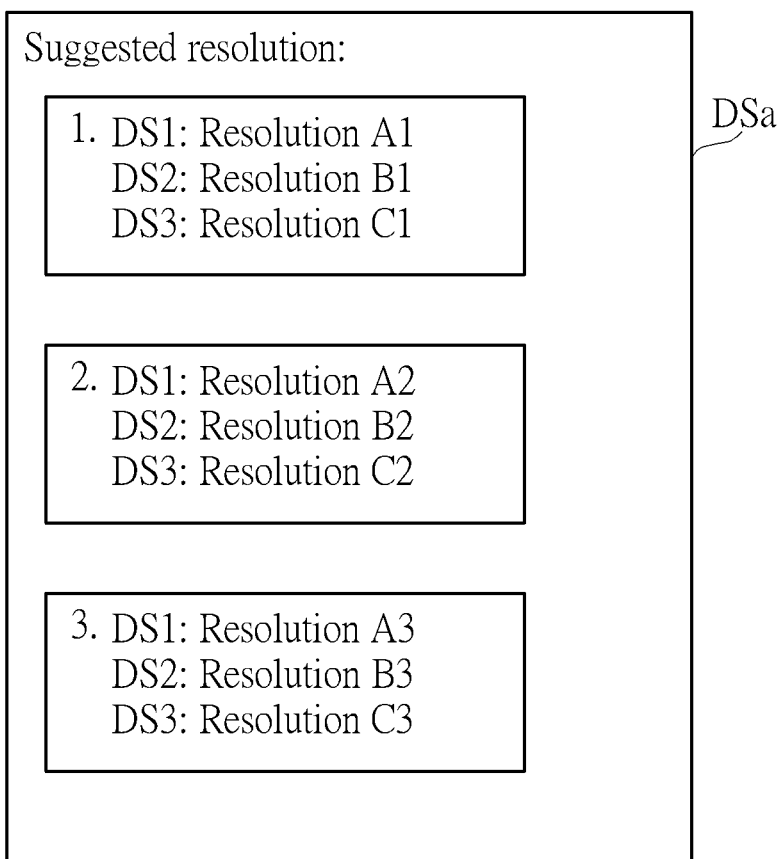 Suggested resolution:
DSa
1. DS1: Resolution A1
DS2: Resolution B1
DS3: Resolution C1
2. DS1: Resolution A2
DS2: Resolution B2
DS3: Resolution C2
3. DS1: Resolution A3
DS2: Resolution B3
DS3: Resolution C3